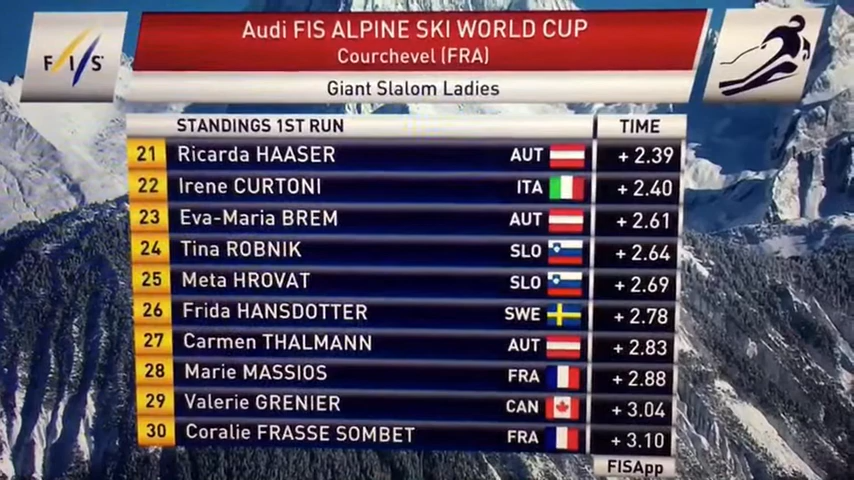 Audi FIS ALPINE SKI WORLD CUP
Courchevel (FRA)
Giant Slalom Ladies
FIS
STANDINGS 1ST RUN TIME
21 Ricarda HAASER AUT + 2.39
22 Irene CURTONI ITA + 2.40
23 Eva-Maria BREM AUT + 2.61
24 Tina ROBNIK SLO + 2.64
25 Meta HROVAT SLO + 2.69
26 Frida HANSDOTTER SWE + 2.78
27 Carmen THALMANN AUT + 2.83
28 Marie MASSIOS FRA + 2.88
29 Valerie GRENIER CAN + 3.04
30 Coralie FRASSE SOMBET FRA + 3.10
FISApp